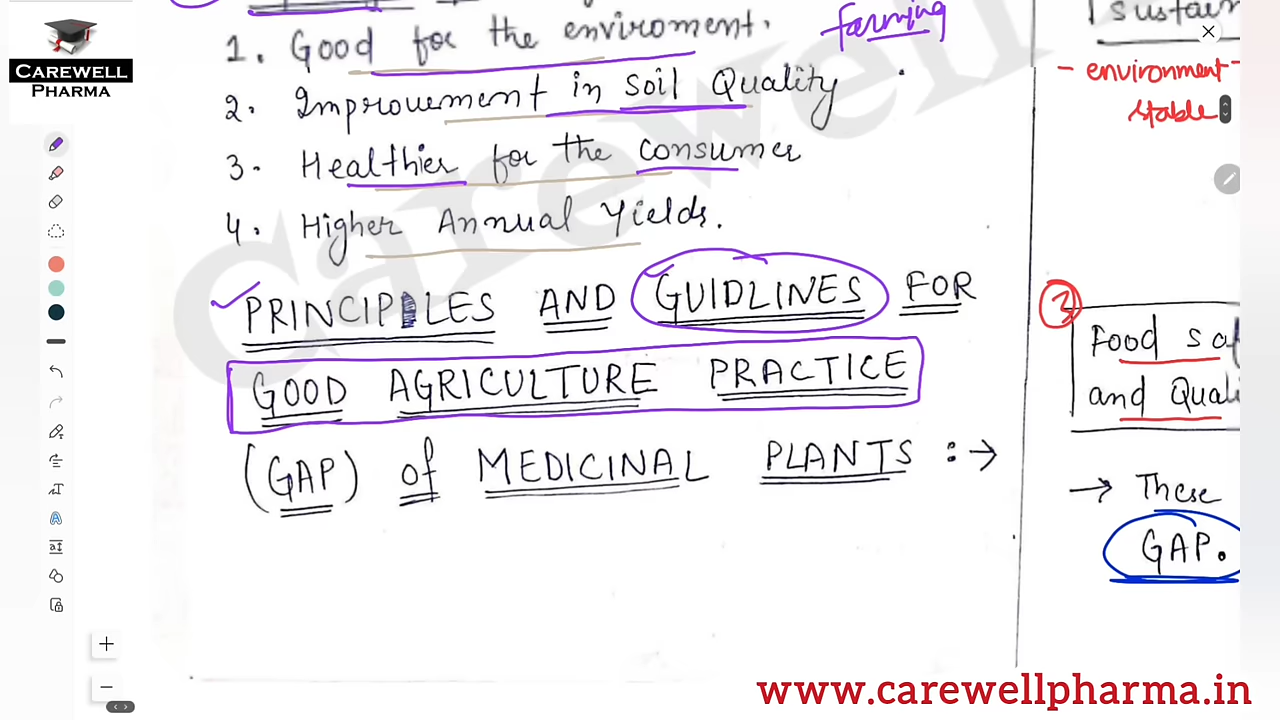 CAREWELL
PHARMA
1. Good for the enviroment.
farming
2. Improvement in Soil Quality
3. Healthier for the consumer
4. Higher Annual Yields.
PRINCIPLES AND GUIDLINES FOR
GOOD AGRICULTURE PRACTICE
(GAP) of MEDICINAL PLANTS :→
- environment -
stable
3
Food
and
→ These
GAP.
Carewell
www.carewellpharma.in